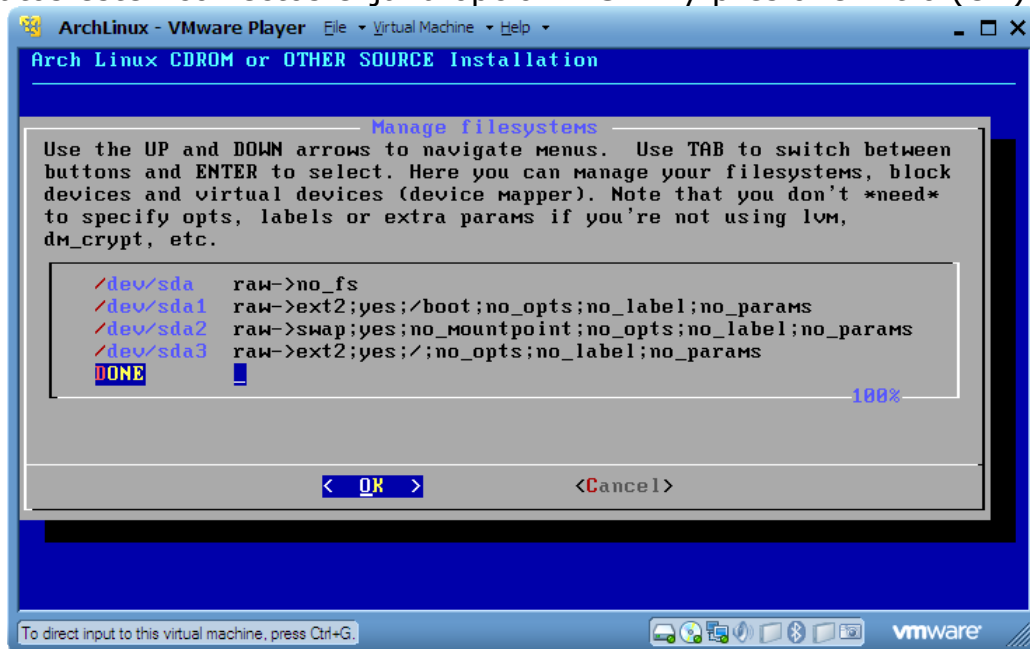 ArchLinux - VMware Player File Virtual Machine Help
Arch Linux CDROM or OTHER SOURCE Installation
Manage filesystems
Use the UP and DOWN arrows to navigate menus. Use TAB to switch between
buttons and ENTER to select. Here you can manage your filesystems, block
devices and virtual devices (device mapper). Note that you don't *need*
to specify opts, labels or extra params if you're not using lvm,
dm_crypt, etc.
/dev/sda raw->no_fs
/dev/sda1 raw->ext2;yes;/boot;no_opts;no_label;no_params
/dev/sda2 raw->swap;yes;no_mountpoint;no_opts;no_label;no_params
/dev/sda3 raw->ext2;yes;/;no_opts;no_label;no_params
DONE _
100%
< OK > <Cancel>
To direct input to this virtual machine, press Ctrl+G. vmware